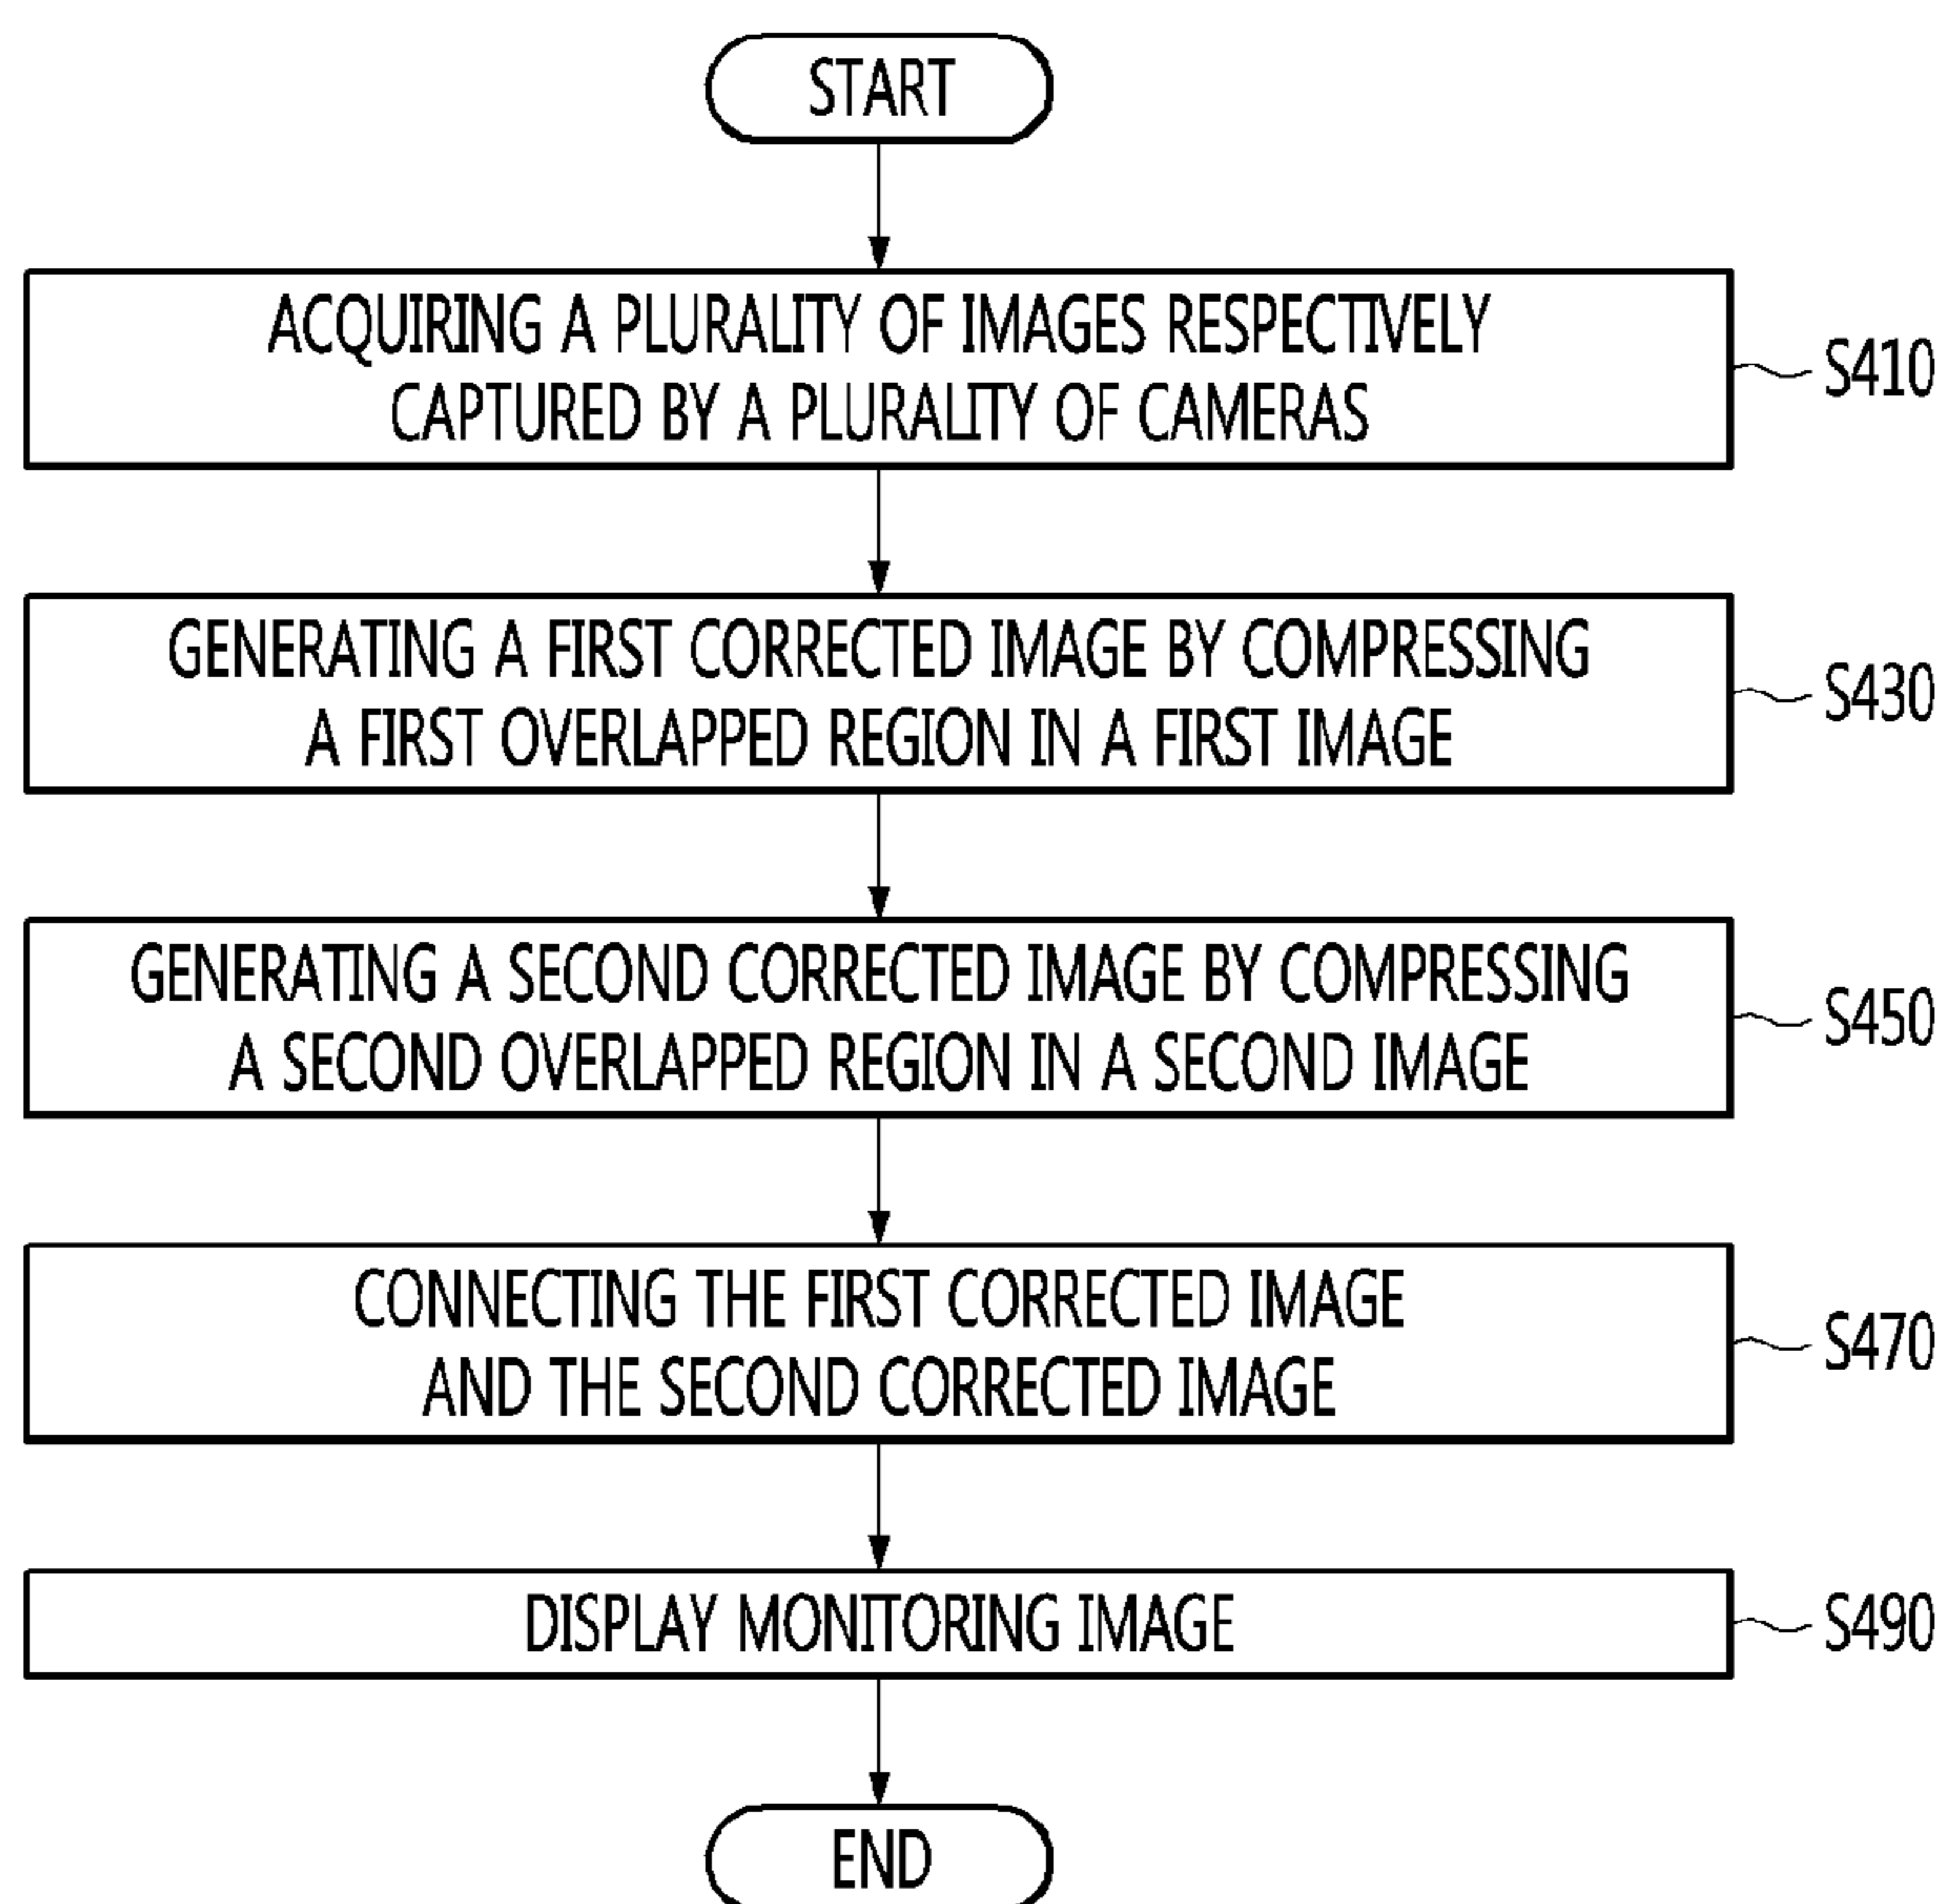 START
ACQUIRING A PLURALITY OF IMAGES RESPECTIVELY
CAPTURED BY A PLURALITY OF CAMERAS
S410
GENERATING A FIRST CORRECTED IMAGE BY COMPRESSING
A FIRST OVERLAPPED REGION IN A FIRST IMAGE
S430
GENERATING A SECOND CORRECTED IMAGE BY COMPRESSING
A SECOND OVERLAPPED REGION IN A SECOND IMAGE
S450
CONNECTING THE FIRST CORRECTED IMAGE
AND THE SECOND CORRECTED IMAGE
S470
DISPLAY MONITORING IMAGE
S490
END